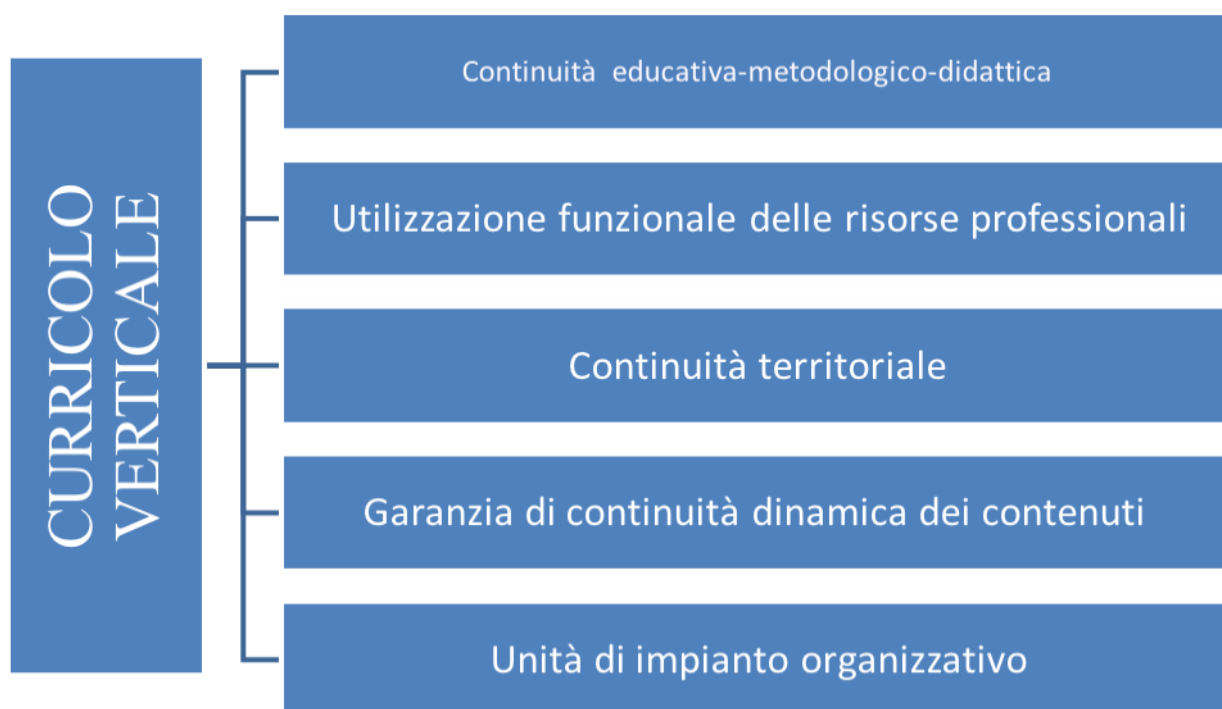 CURRICOLO
VERTICALE
Continuità educativa-metodologico-didattica
Utilizzazione funzionale delle risorse professionali
Continuità territoriale
Garanzia di continuità dinamica dei contenuti
Unità di impianto organizzativo